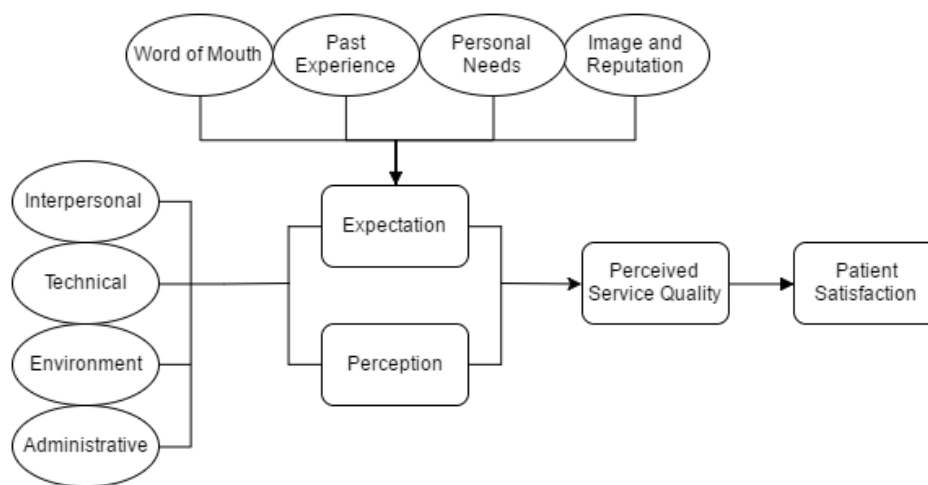 Word of Mouth
Past
Experience
Personal
Needs
Image and
Reputation
Interpersonal
Technical
Environment
Administrative
Expectation
Perception
Perceived
Service Quality
Patient
Satisfaction